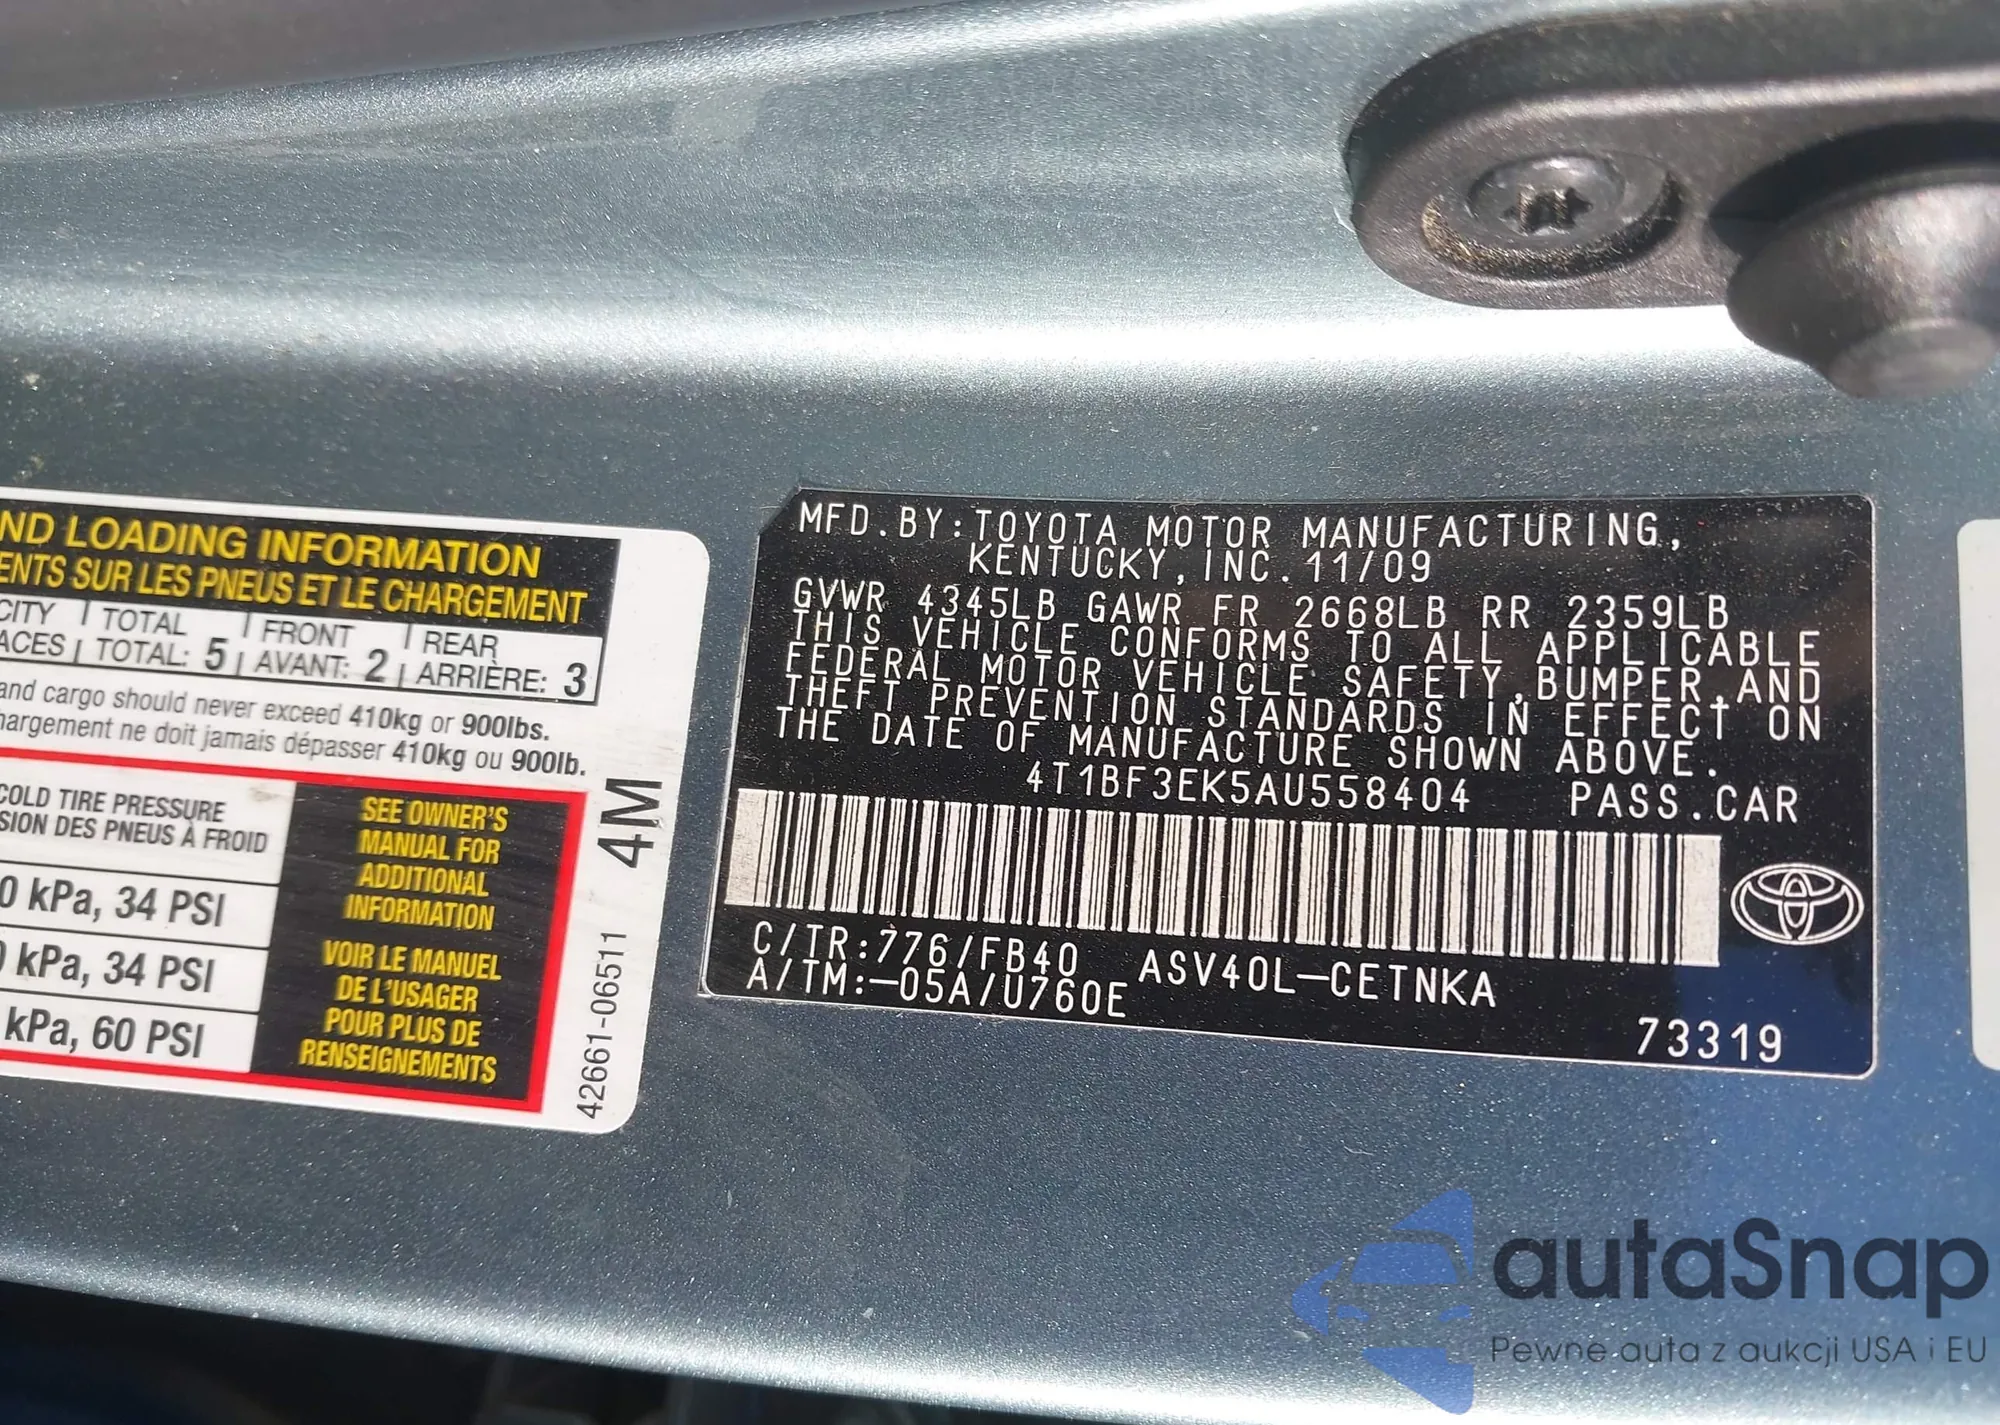 ND LOADING INFORMATION
ENTS SUR LES PNEUS ET LE CHARGEMENT
CITY TOTAL FRONT REAR
ACES TOTAL: 5 AVANT: 2 ARRIÈRE: 3
and cargo should never exceed 410kg or 900lbs.
hargement ne doit jamais dépasser 410kg ou 900lb.
COLD TIRE PRESSURE
SION DES PNEUS À FROID
0 kPa, 34 PSI
0 kPa, 34 PSI
kPa, 60 PSI
SEE OWNER'S
MANUAL FOR
ADDITIONAL
INFORMATION
VOIR LE MANUEL
DE L'USAGER
POUR PLUS DE
RENSEIGNEMENTS
4M
42661-06511
MFD.BY:TOYOTA MOTOR MANUFACTURING,
KENTUCKY,INC.11/09
GVWR 4345LB GAWR FR 2668LB RR 2359LB
THIS VEHICLE CONFORMS TO ALL APPLICABLE
FEDERAL MOTOR VEHICLE SAFETY,BUMPER,AND
THEFT PREVENTION STANDARDS IN EFFECT ON
THE DATE OF MANUFACTURE SHOWN ABOVE.
4T1BF3EK5AU558404 PASS.CAR
C/TR:776/FB40 ASV40L-CETNKA
A/TM:-05A/U760E
73319
autaSnap
Pewne auta z aukcji USA i EU